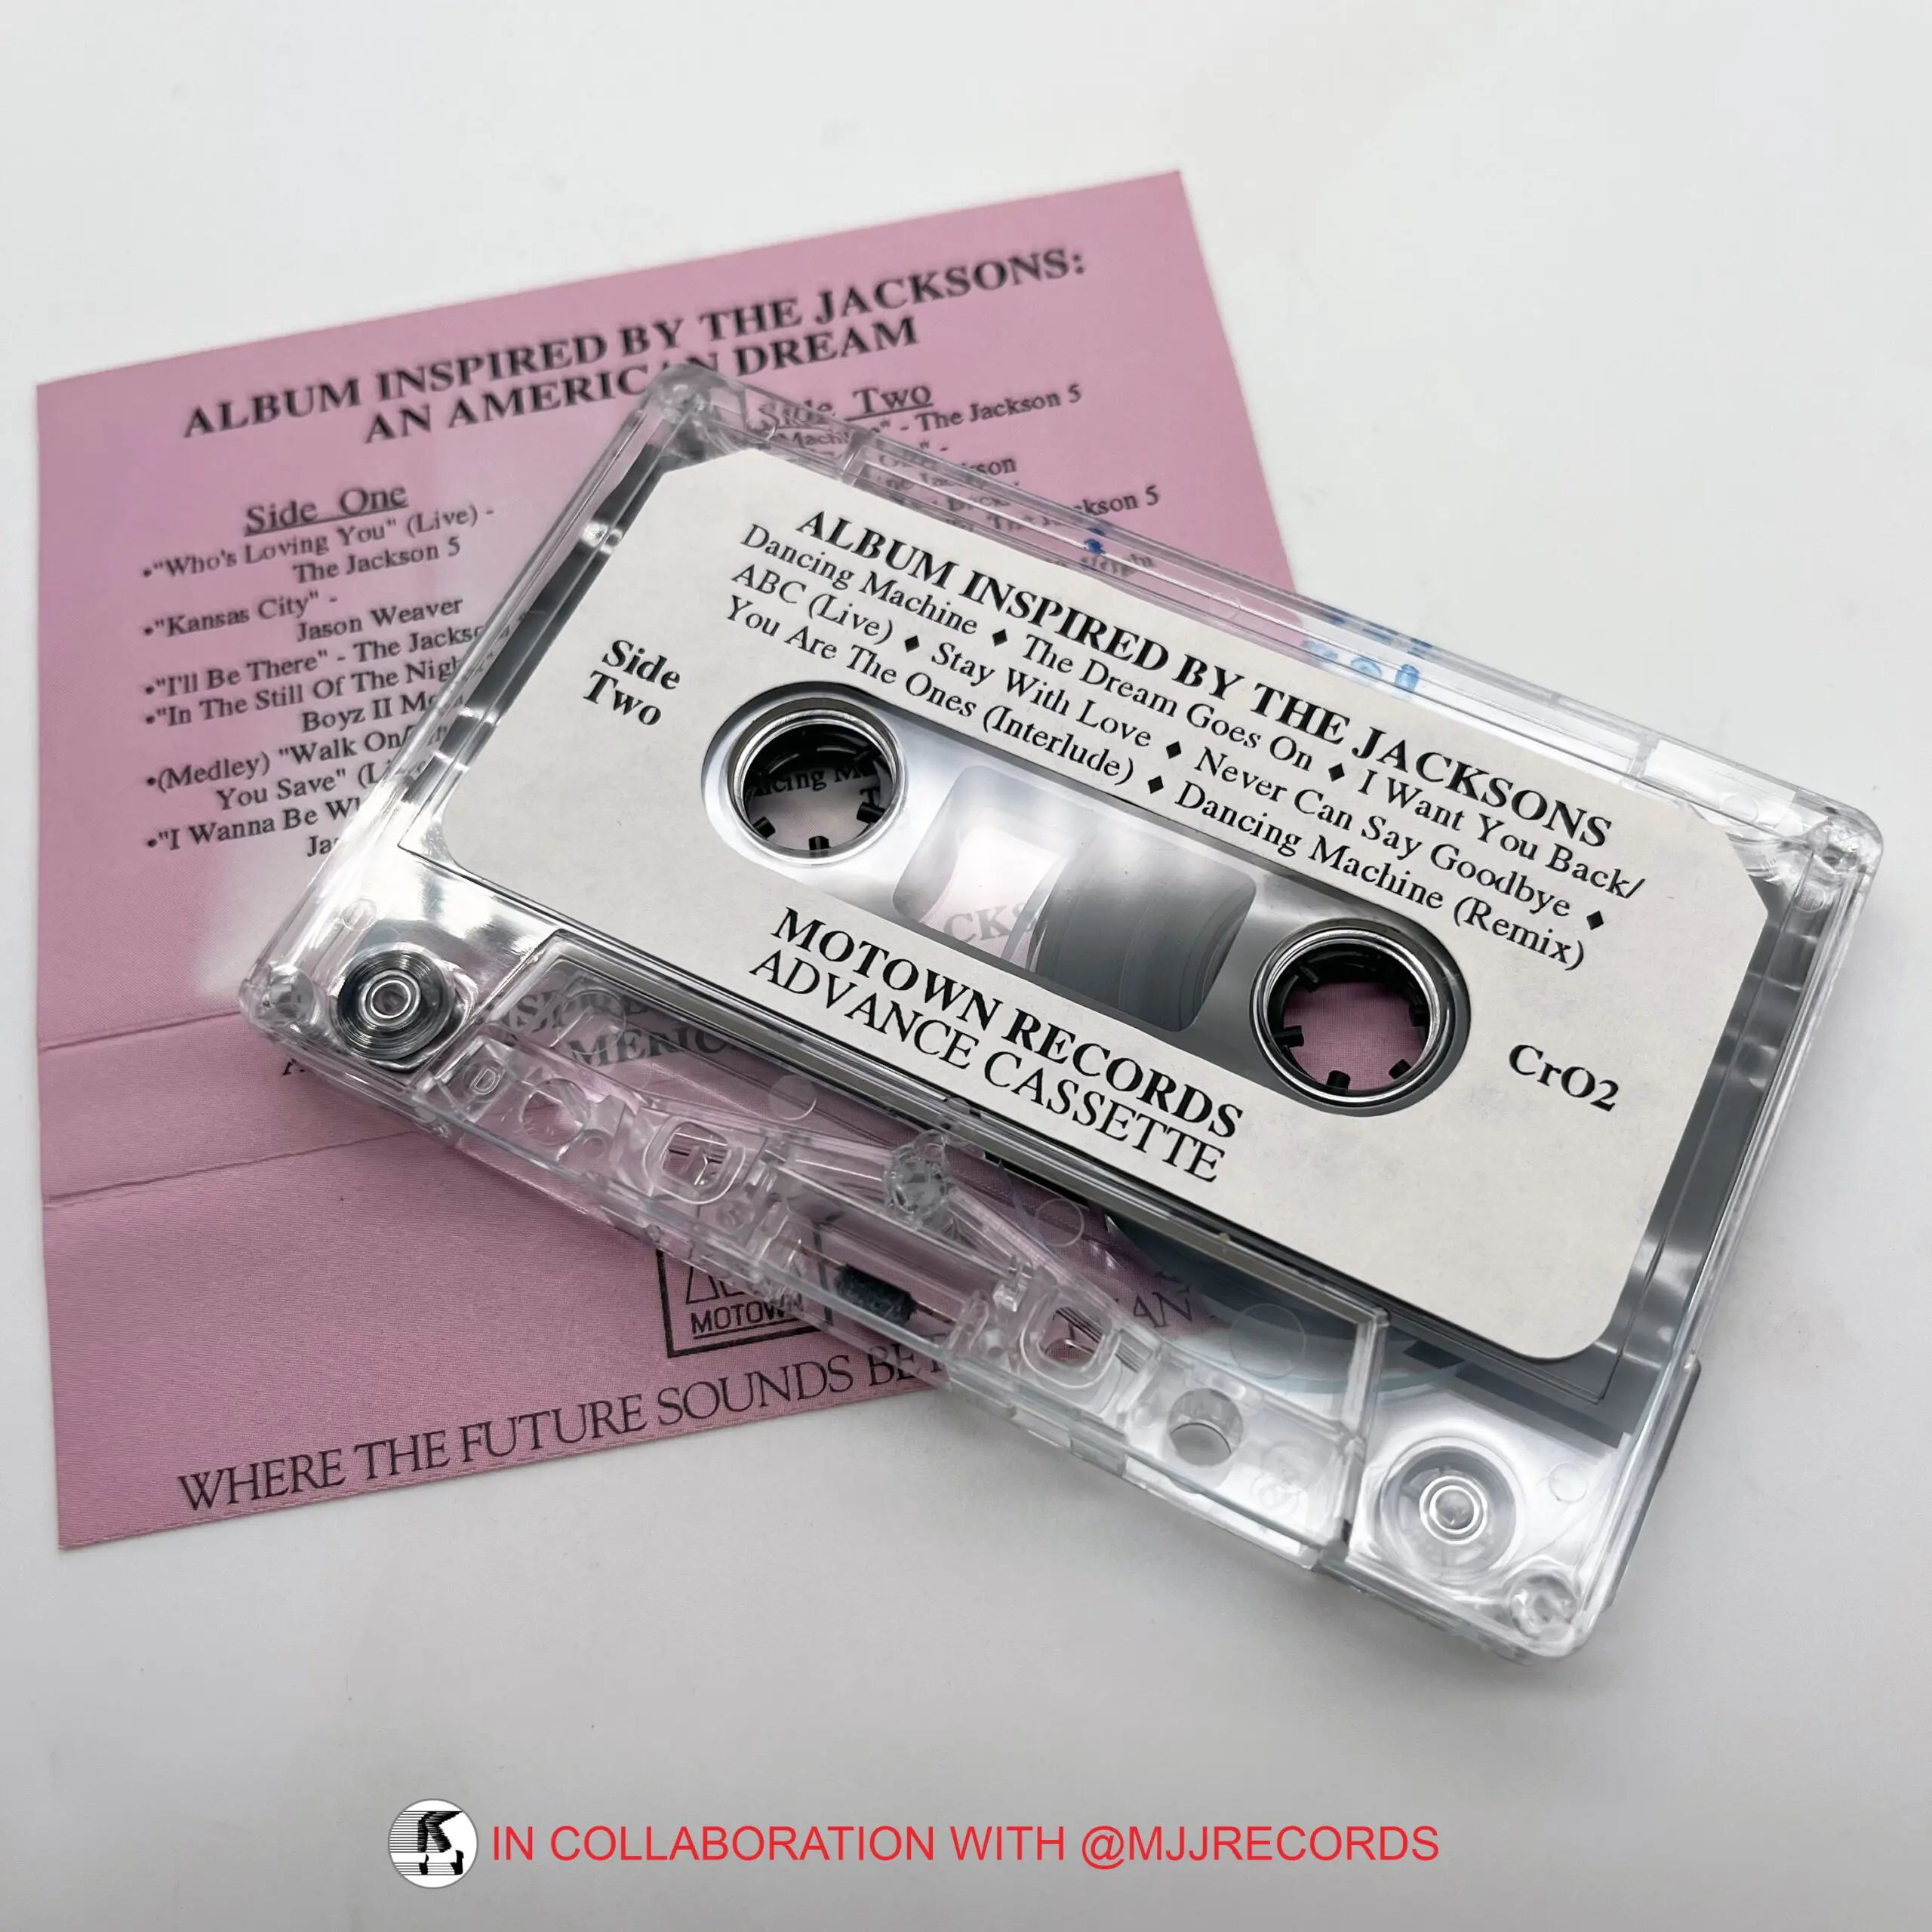 ALBUM INSPIRED BY THE JACKSONS:
AN AMERICAN DREAM
Side One
•"Who's Loving You" (Live) -
The Jackson 5
•"Kansas City" -
Jason Weaver
•"I'll Be There" - The
•"In The Still Of The
Boyz II
•(Medley) "Walk On/
You Save"
•"I Wanna Be
Side Two
- The Jackson 5
The Jackson 5
ALBUM INSPIRED BY THE JACKSONS
Dancing Machine ♦ The Dream Goes On ♦ I Want You Back/
ABC (Live) ♦ Stay With Love ♦ Never Can Say Goodbye ♦
You Are The Ones (Interlude) ♦ Dancing Machine (Remix)
Side
Two
CrO2
MOTOWN RECORDS
ADVANCE CASSETTE
MOTOWN
WHERE THE FUTURE SOUNDS
IN COLLABORATION WITH @MJJRECORDS